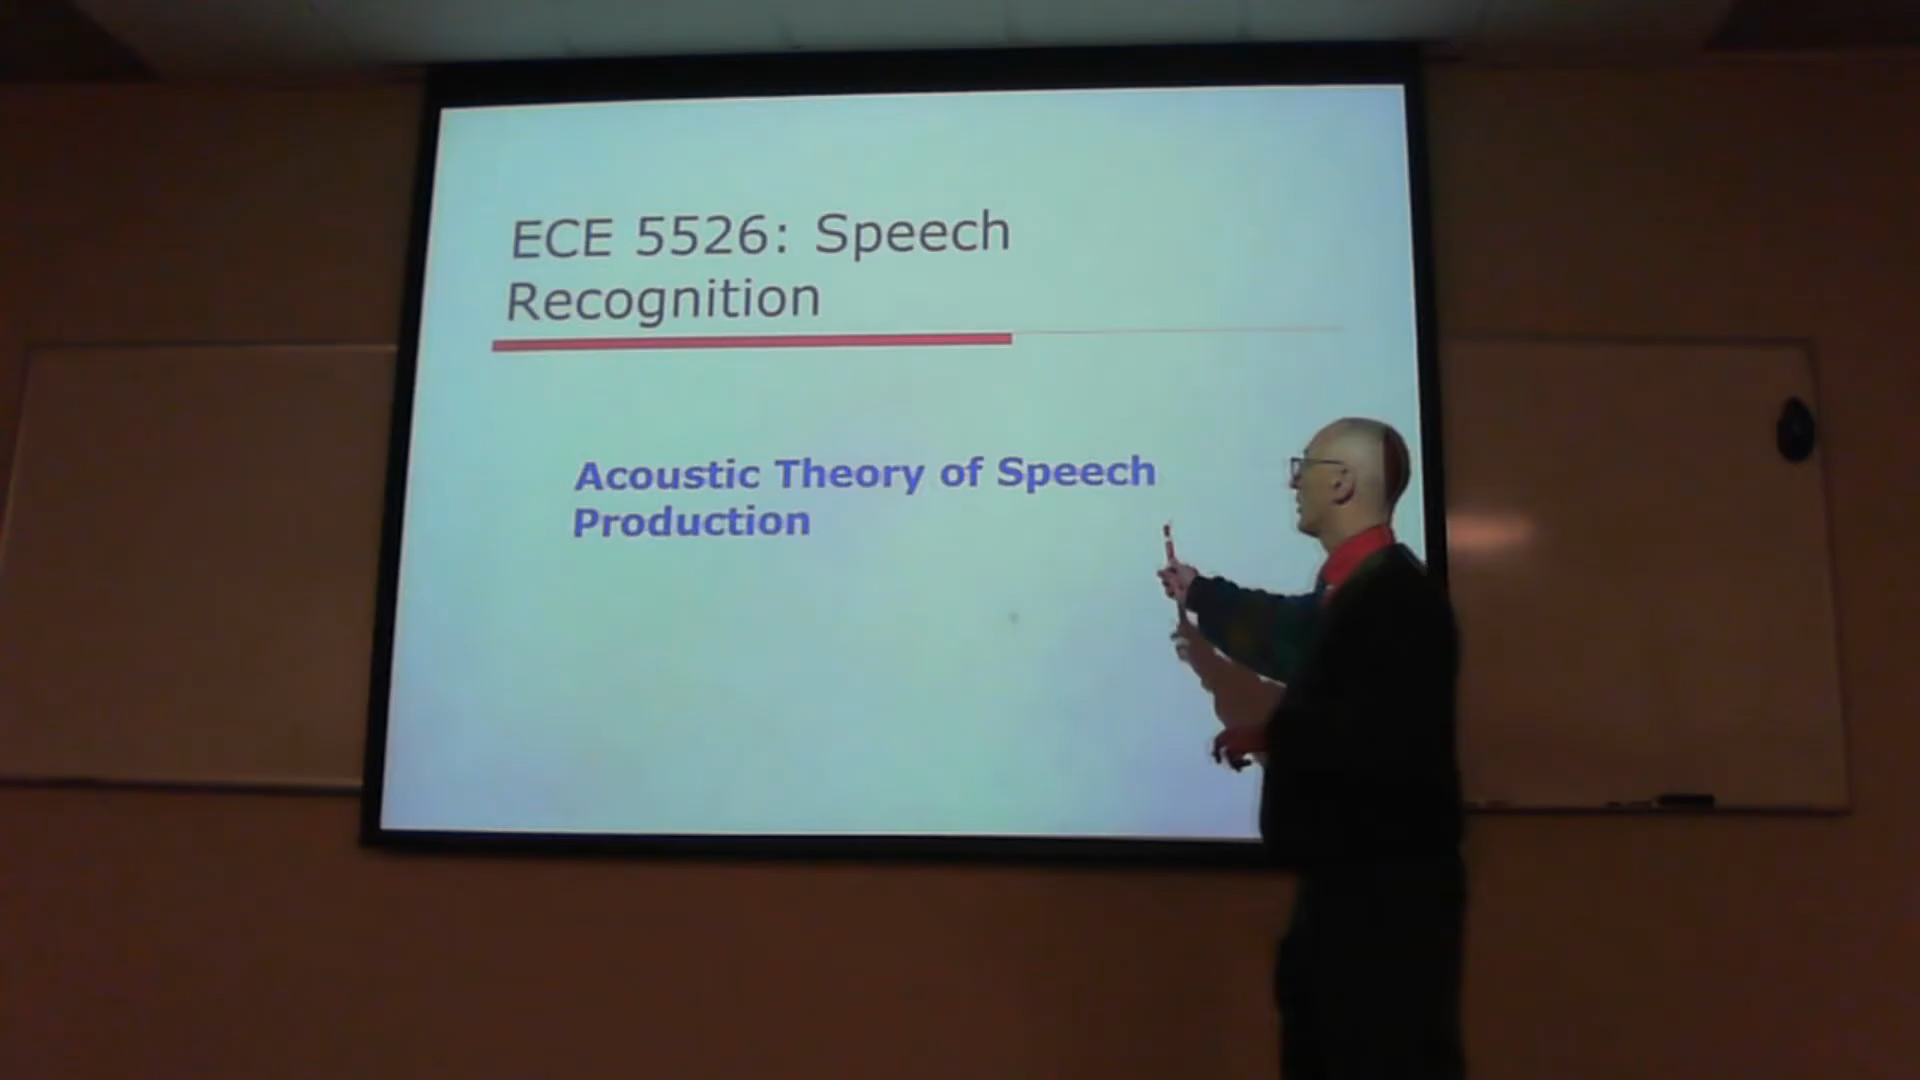 ECE 5526: Speech
Recognition
Acoustic Theory of Speech
Production